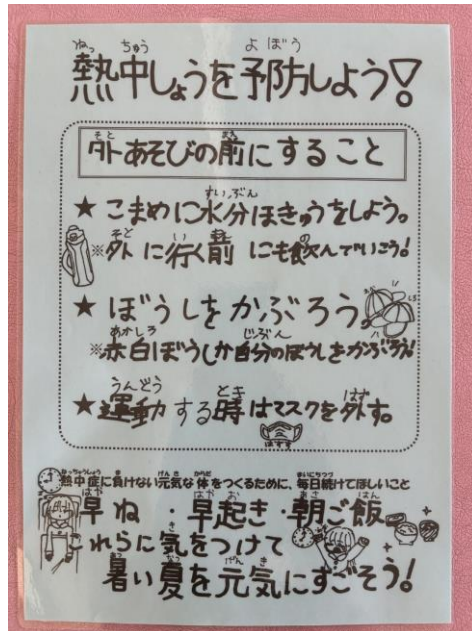 熱中しょうを予防しよう!
外あそびの前にすること
★こまめに水分ほきゅうをしよう。
※外に行く前にも飲んでいこう!
★ぼうしをかぶろう。
※赤白ぼうしか自分のぼうしをかぶろう!
★運動する時はマスクを外す。
はずす
熱中症に負けない元気な体をつくるために、毎日続けてほしいこと
早ね・早起き・朝ご飯
これらに気をつけて
暑い夏を元気にすごそう!